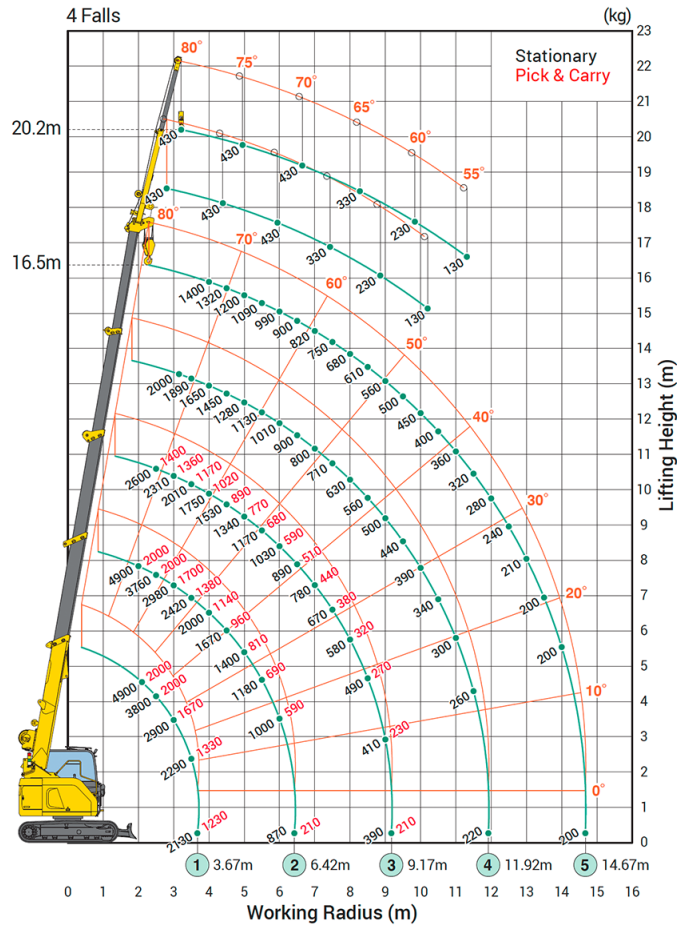 4 Falls
(kg)
Stationary
Pick & Carry
80° 75° 70° 65° 60° 55°
20.2m
430 430 430 330 230 130
430 430 430 330 230 130
16.5m
80° 70° 60° 50° 40° 30° 20° 10° 0°
1400 1320 1200 1090 990 900 820 750 680 610 560 500 450 400 360 320 280 240 210 200 200 200
2000 1890 1650 1450 1280 1130 1010 900 800 710 630 560 500 440 390 340 300 260 220
2600 2310 2010 1750 1530 1340 1170 1030 890 780 670 580 490 410 390
1400 1360 1170 1020 890 770 680 590 510 440 380 320 270 230 210
4900 3760 2980 2420 2000 1670 1400 1180 1000 870
2000 2000 1700 1380 1140 960 810 690 590 210
4900 3800 2900 2290 2130
2000 2000 1670 1330 1230
23
22
21
20
19
18
17
16
15
14
13
12
11
10
9
8
7
6
5
4
3
2
1
0
Lifting Height (m)
1 3.67m 2 6.42m 3 9.17m 4 11.92m 5 14.67m
0 1 2 3 4 5 6 7 8 9 10 11 12 13 14 15 16
Working Radius (m)